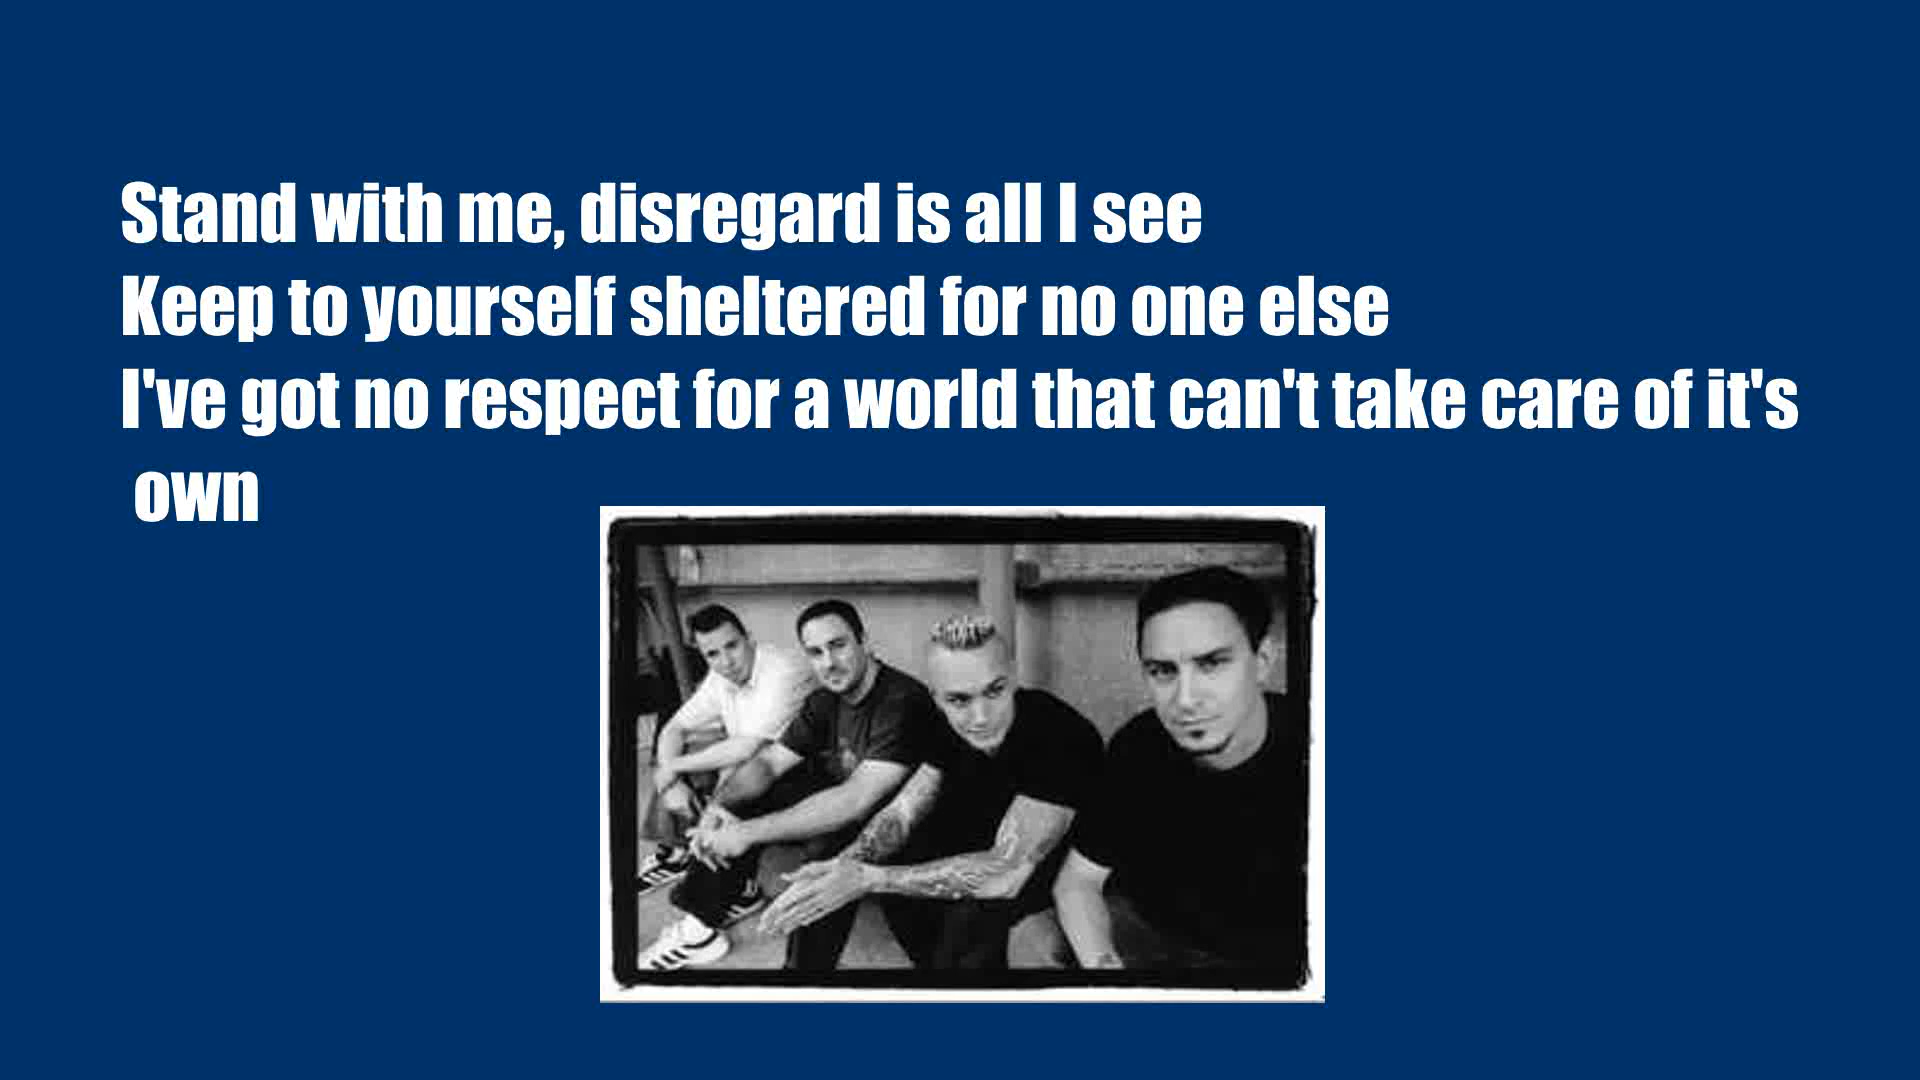 Stand with me, disregard is all I see
Keep to yourself sheltered for no one else
I've got no respect for a world that can't take care of it's
own